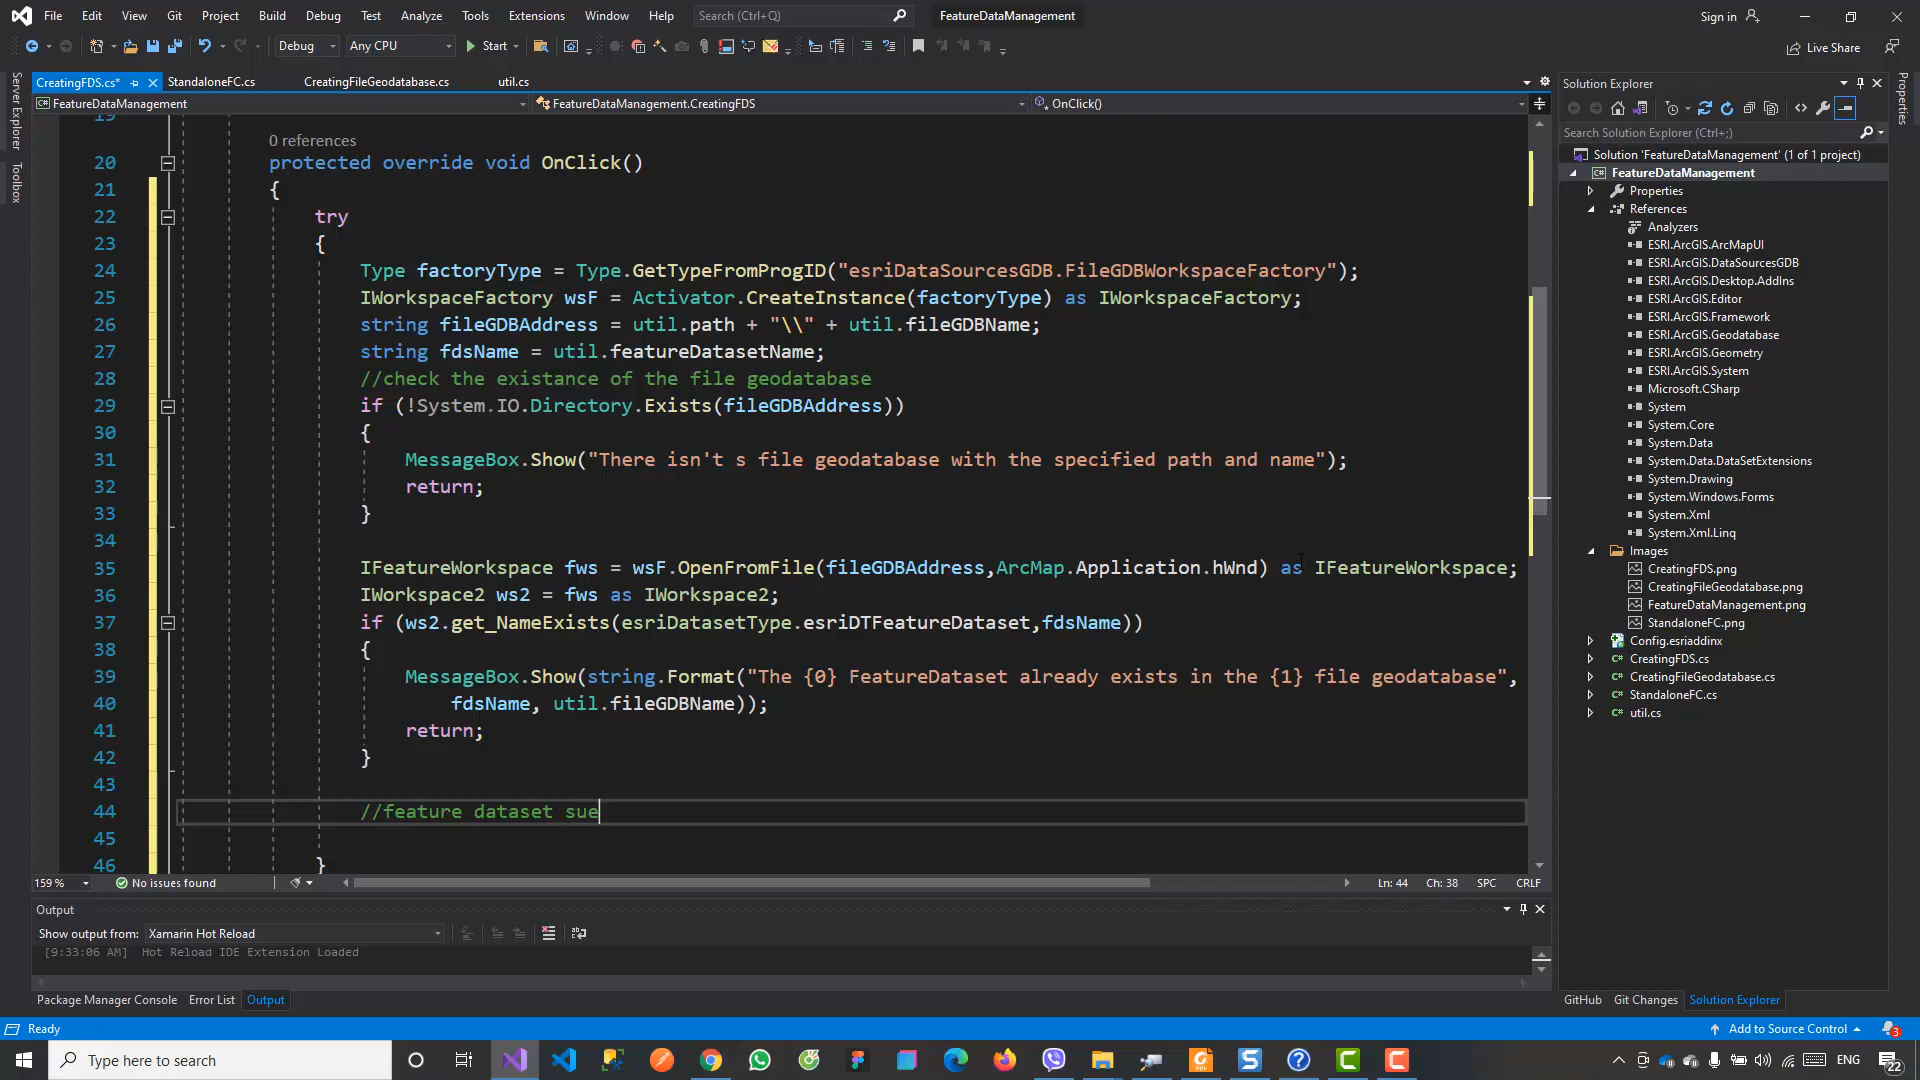 File Edit View Git Project Build Debug Test Analyze Tools Extensions Window Help Search (Ctrl+Q) FeatureDataManagement Sign in
Debug Any CPU Start Live Share
CreatingFDS.cs* StandaloneFC.cs CreatingFileGeodatabase.cs util.cs
FeatureDataManagement FeatureDataManagement.CreatingFDS OnClick()
19
0 references
20 protected override void OnClick()
21 {
22 try
23 {
24 Type factoryType = Type.GetTypeFromProgID("esriDataSourcesGDB.FileGDBWorkspaceFactory");
25 IWorkspaceFactory wsF = Activator.CreateInstance(factoryType) as IWorkspaceFactory;
26 string fileGDBAddress = util.path + "\\" + util.fileGDBName;
27 string fdsName = util.featureDatasetName;
28 //check the existance of the file geodatabase
29 if (!System.IO.Directory.Exists(fileGDBAddress))
30 {
31 MessageBox.Show("There isn't s file geodatabase with the specified path and name");
32 return;
33 }
34
35 IFeatureWorkspace fws = wsF.OpenFromFile(fileGDBAddress,ArcMap.Application.hWnd) as IFeatureWorkspace;
36 IWorkspace2 ws2 = fws as IWorkspace2;
37 if (ws2.get_NameExists(esriDatasetType.esriDTFeatureDataset,fdsName))
38 {
39 MessageBox.Show(string.Format("The {0} FeatureDataset already exists in the {1} file geodatabase",
40 fdsName, util.fileGDBName));
41 return;
42 }
43
44 //feature dataset sue
45
46 }
159 % No issues found Ln: 44 Ch: 38 SPC CRLF
Output
Show output from: Xamarin Hot Reload
[9:33:06 AM] Hot Reload IDE Extension Loaded
Package Manager Console Error List Output
Server Explorer
Toolbox
Solution Explorer
Search Solution Explorer (Ctrl+;)
Solution 'FeatureDataManagement' (1 of 1 project)
FeatureDataManagement
Properties
References
Analyzers
ESRI.ArcGIS.ArcMapUI
ESRI.ArcGIS.DataSourcesGDB
ESRI.ArcGIS.Desktop.AddIns
ESRI.ArcGIS.Editor
ESRI.ArcGIS.Framework
ESRI.ArcGIS.Geodatabase
ESRI.ArcGIS.Geometry
ESRI.ArcGIS.System
Microsoft.CSharp
System
System.Core
System.Data
System.Data.DataSetExtensions
System.Drawing
System.Windows.Forms
System.Xml
System.Xml.Linq
Images
CreatingFDS.png
CreatingFileGeodatabase.png
FeatureDataManagement.png
StandaloneFC.png
Config.esriaddinx
C# CreatingFDS.cs
C# CreatingFileGeodatabase.cs
C# StandaloneFC.cs
C# util.cs
GitHub Git Changes Solution Explorer
Properties
Ready Add to Source Control 3
Type here to search ENG 22